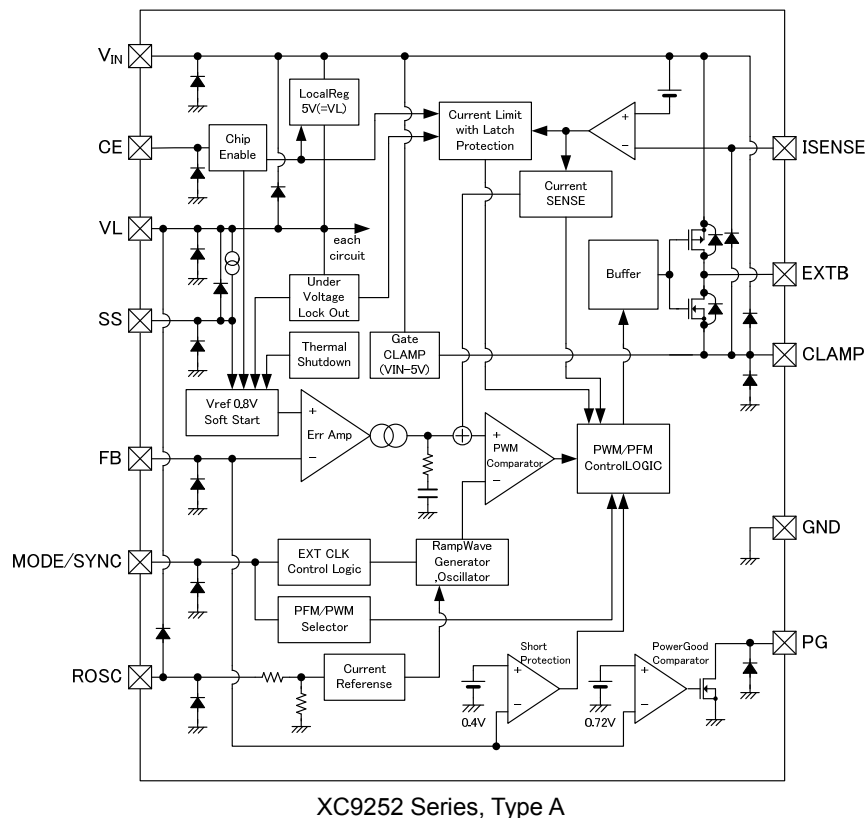 VIN
LocalReg
5V(=VL)
Current Limit
with Latch
Protection
+
−
CE
Chip
Enable
ISENSE
Current
SENSE
VL
each
circuit
Buffer
EXTB
Under
Voltage
Lock Out
SS
Thermal
Shutdown
Gate
CLAMP
(VIN-5V)
CLAMP
Vref 0.8V
Soft Start
+
Err Amp
−
+
PWM
Comparator
−
PWM/PFM
ControlLOGIC
FB
GND
MODE/SYNC
EXT CLK
Control Logic
RampWave
Generator
,Oscillator
PFM/PWM
Selector
ROSC
Current
Referense
Short
Protection
+
−
0.4V
PowerGood
Comparator
+
−
0.72V
PG
XC9252 Series, Type A